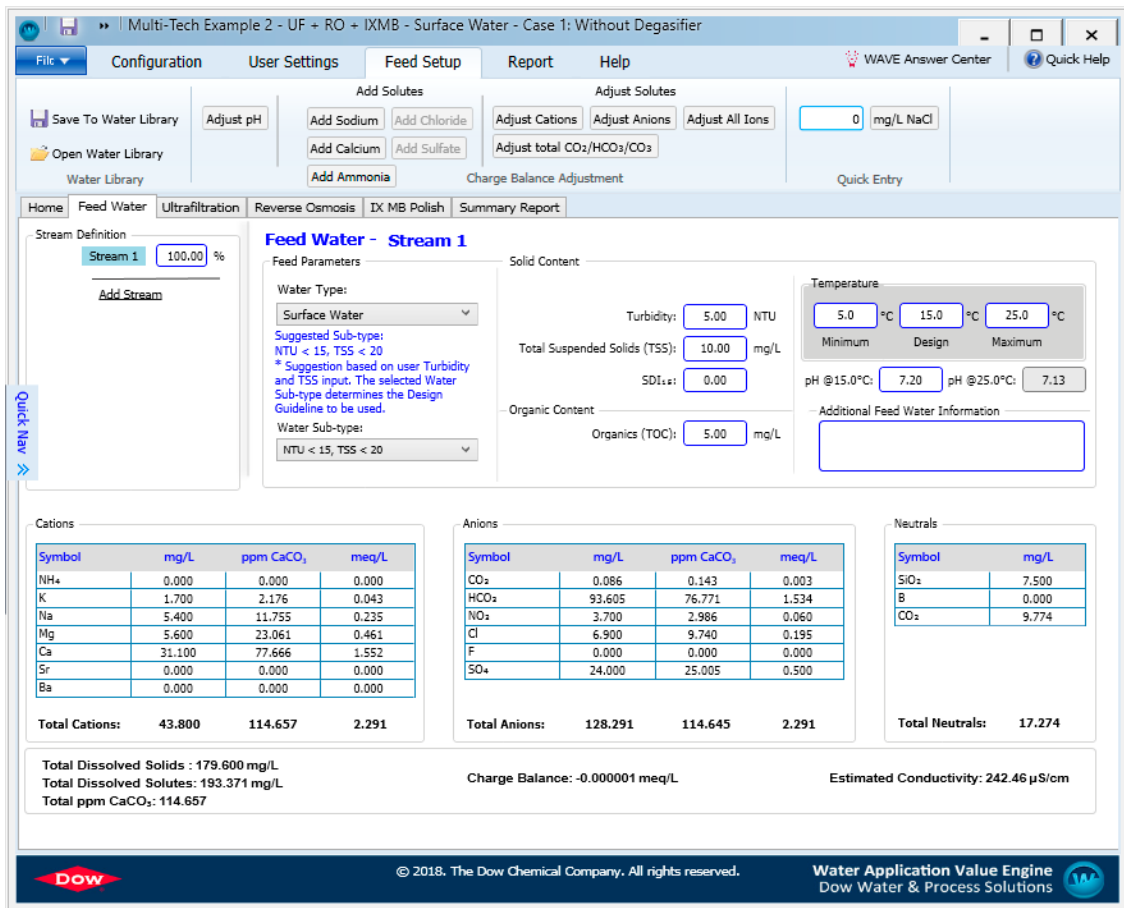 Multi-Tech Example 2 - UF + RO + IXMB - Surface Water - Case 1: Without Degasifier
File Configuration User Settings Feed Setup Report Help WAVE Answer Center Quick Help
Add Solutes Adjust Solutes
Save To Water Library Adjust pH Add Sodium Add Chloride Adjust Cations Adjust Anions Adjust All Ions 0 mg/L NaCl
Open Water Library Add Calcium Add Sulfate Adjust total CO₂/HCO₃/CO₃
Add Ammonia
Water Library Charge Balance Adjustment Quick Entry
Home Feed Water Ultrafiltration Reverse Osmosis IX MB Polish Summary Report
Stream Definition
Stream 1 100.00 %
Add Stream
Quick Nav
Feed Water - Stream 1
Feed Parameters
Water Type:
Surface Water
Suggested Sub-type:
NTU < 15, TSS < 20
* Suggestion based on user Turbidity
and TSS input. The selected Water
Sub-type determines the Design
Guideline to be used.
Water Sub-type:
NTU < 15, TSS < 20
Solid Content
Turbidity: 5.00 NTU
Total Suspended Solids (TSS): 10.00 mg/L
SDI₁₅: 0.00
Organic Content
Organics (TOC): 5.00 mg/L
Temperature
5.0 °C 15.0 °C 25.0 °C
Minimum Design Maximum
pH @15.0°C: 7.20 pH @25.0°C: 7.13
Additional Feed Water Information
Cations
Symbol mg/L ppm CaCO₃ meq/L
NH₄ 0.000 0.000 0.000
K 1.700 2.176 0.043
Na 5.400 11.755 0.235
Mg 5.600 23.061 0.461
Ca 31.100 77.666 1.552
Sr 0.000 0.000 0.000
Ba 0.000 0.000 0.000
Total Cations: 43.800 114.657 2.291
Anions
Symbol mg/L ppm CaCO₃ meq/L
CO₃ 0.086 0.143 0.003
HCO₃ 93.605 76.771 1.534
NO₃ 3.700 2.986 0.060
Cl 6.900 9.740 0.195
F 0.000 0.000 0.000
SO₄ 24.000 25.005 0.500
Total Anions: 128.291 114.645 2.291
Neutrals
Symbol mg/L
SiO₂ 7.500
B 0.000
CO₂ 9.774
Total Neutrals: 17.274
Total Dissolved Solids : 179.600 mg/L
Total Dissolved Solutes: 193.371 mg/L
Total ppm CaCO₃: 114.657
Charge Balance: -0.000001 meq/L
Estimated Conductivity: 242.46 µS/cm
DOW
© 2018. The Dow Chemical Company. All rights reserved.
Water Application Value Engine
Dow Water & Process Solutions